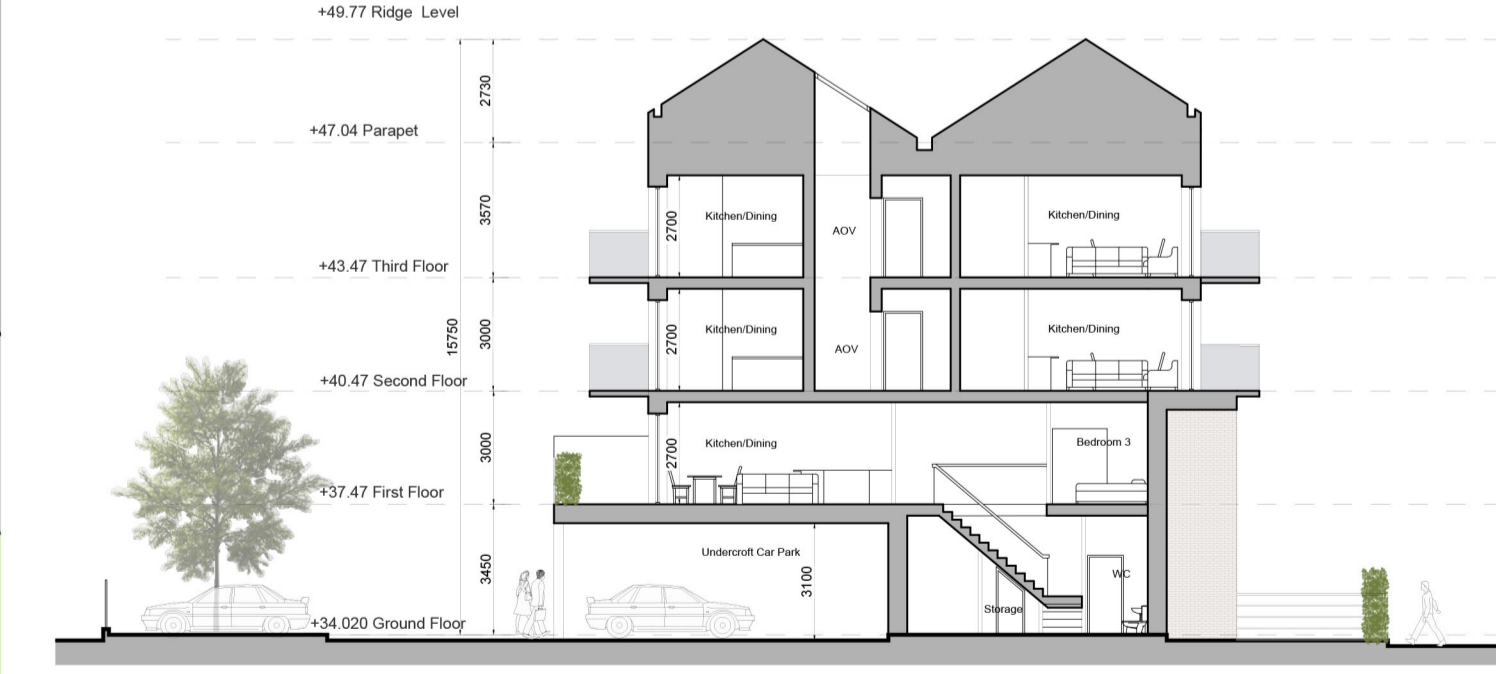 +49.77 Ridge Level
2730
+47.04 Parapet
3570
2700
Kitchen/Dining
AOV
Kitchen/Dining
+43.47 Third Floor
15750
3000
2700
Kitchen/Dining
AOV
Kitchen/Dining
+40.47 Second Floor
3000
2700
Kitchen/Dining
Bedroom 3
+37.47 First Floor
3450
Undercroft Car Park
3100
WC
Storage
+34.020 Ground Floor